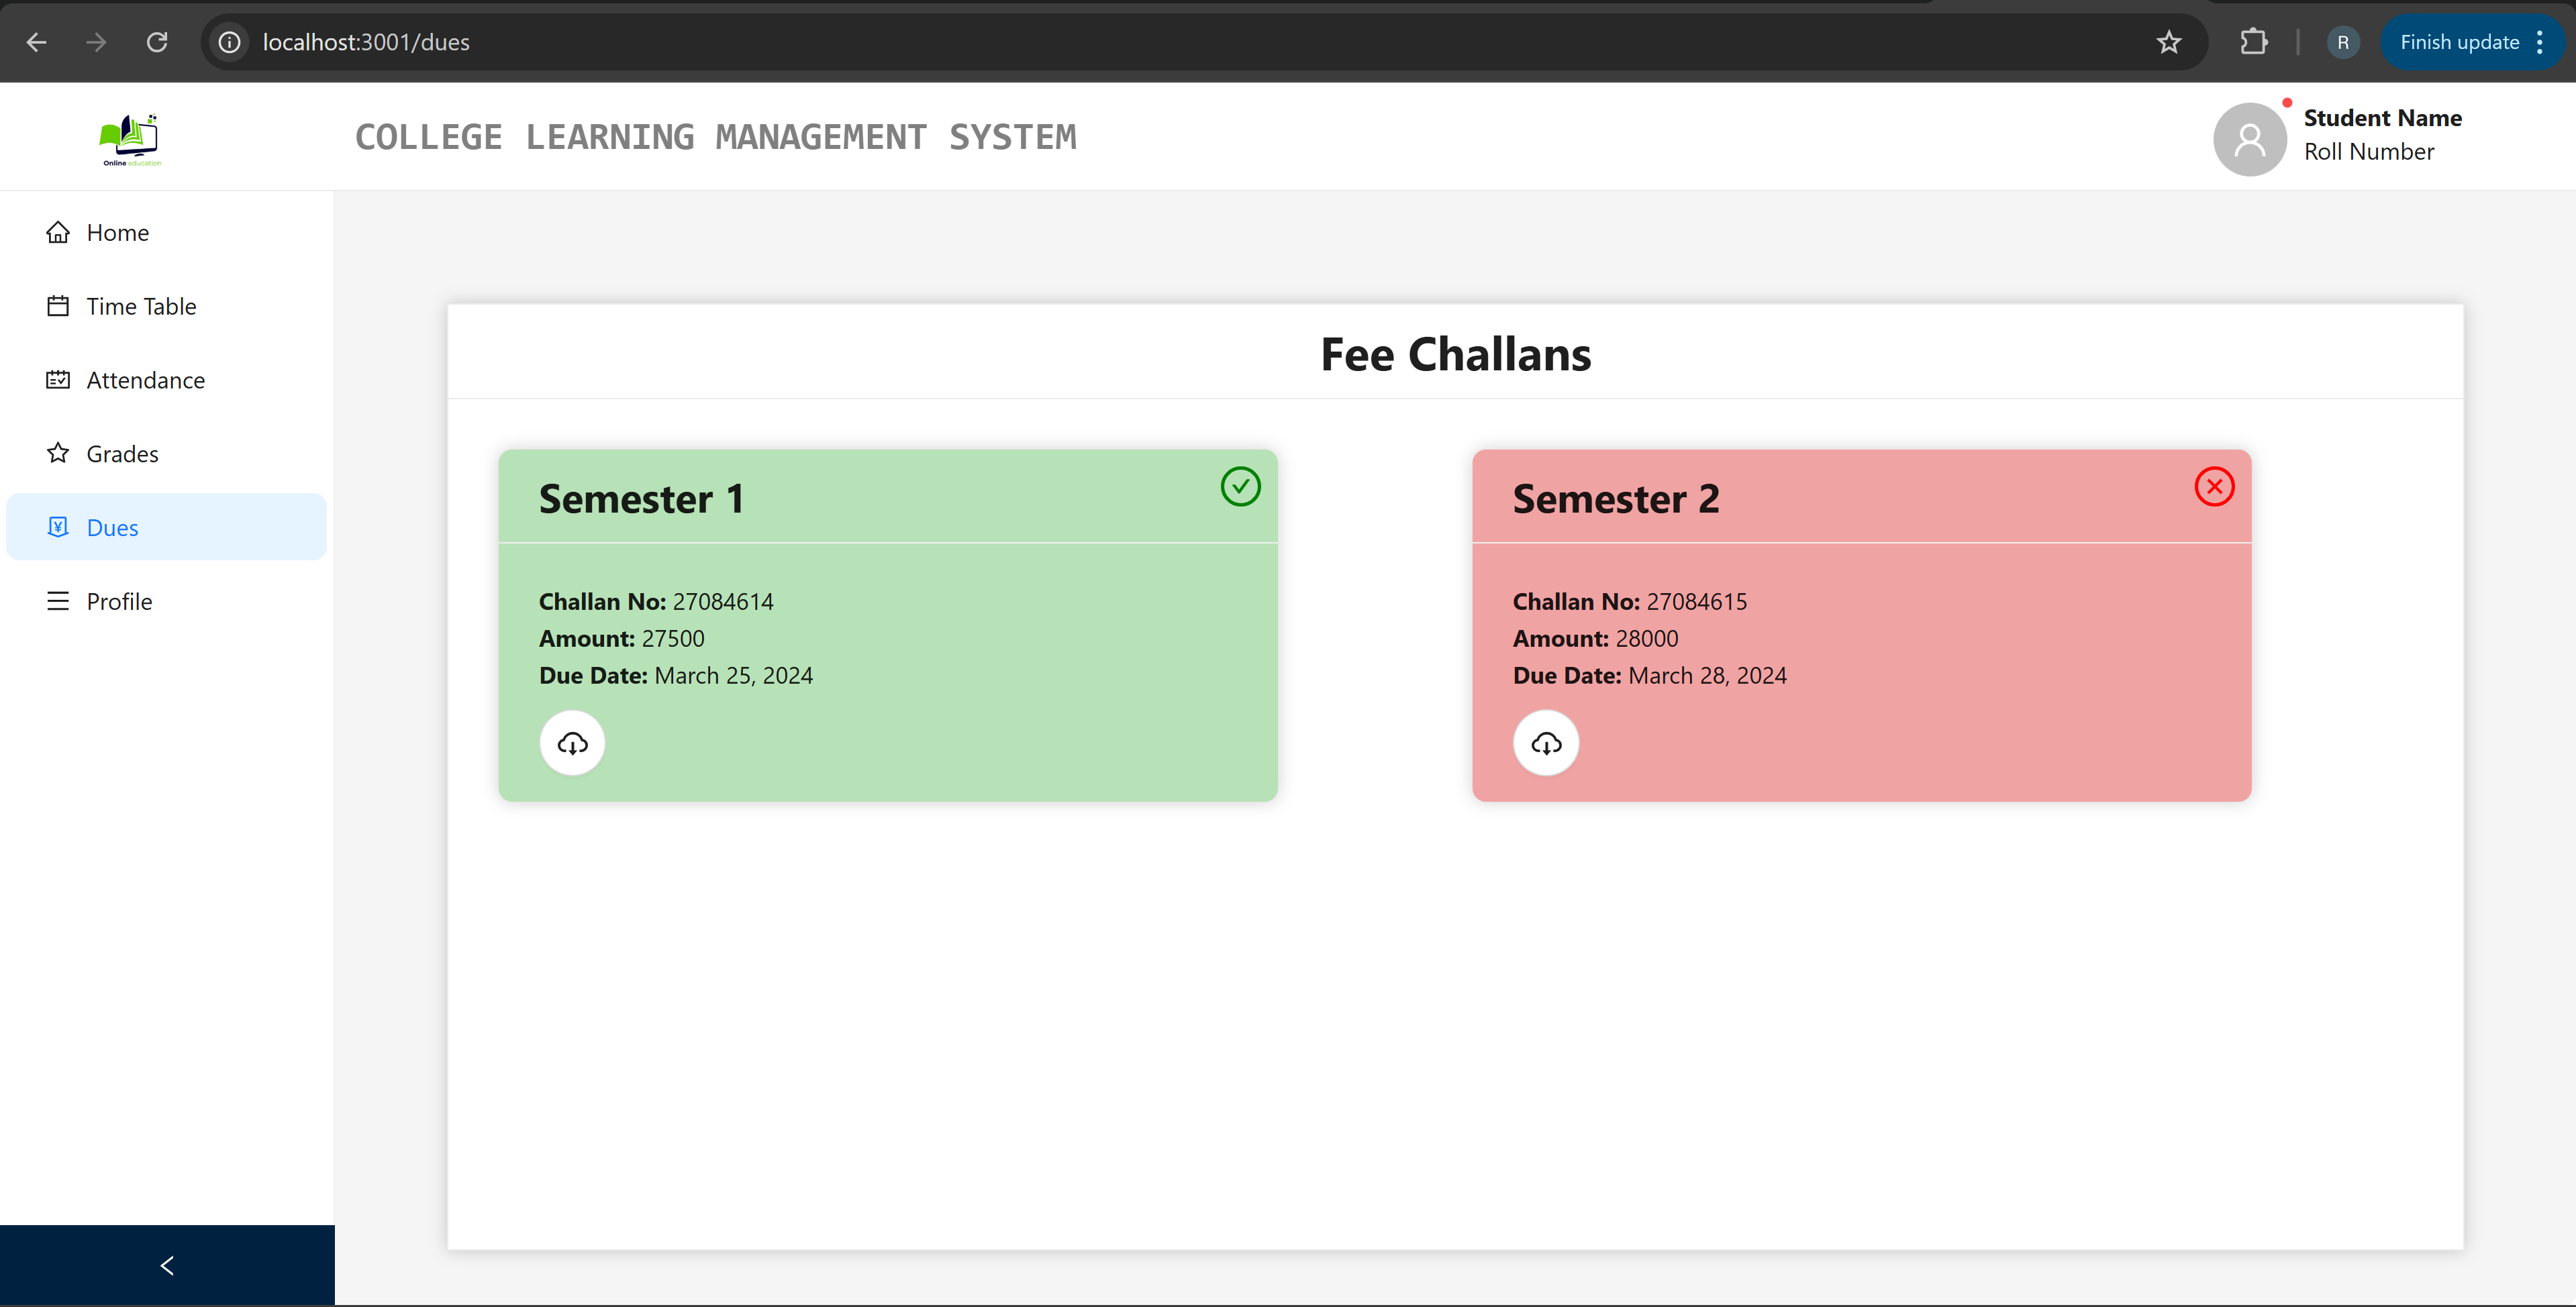 localhost:3001/dues
R
Finish update
Online education
COLLEGE LEARNING MANAGEMENT SYSTEM
Student Name
Roll Number
Home
Time Table
Attendance
Grades
Dues
Profile
Fee Challans
Semester 1
Challan No: 27084614
Amount: 27500
Due Date: March 25, 2024
Semester 2
Challan No: 27084615
Amount: 28000
Due Date: March 28, 2024